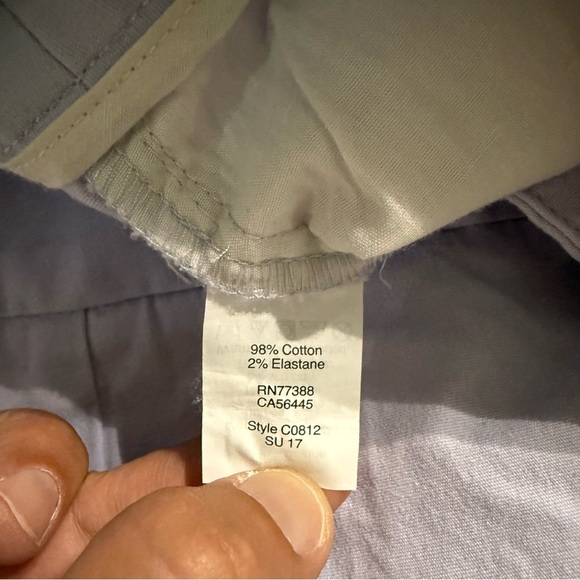 98% Cotton
2% Elastane
RN77388
CA56445
Style C0812
SU 17